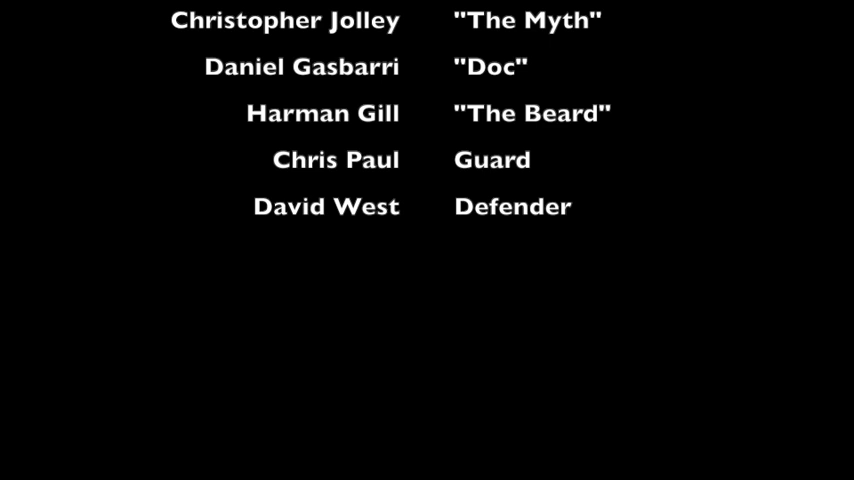 Christopher Jolley "The Myth"
Daniel Gasbarri "Doc"
Harman Gill "The Beard"
Chris Paul Guard
David West Defender